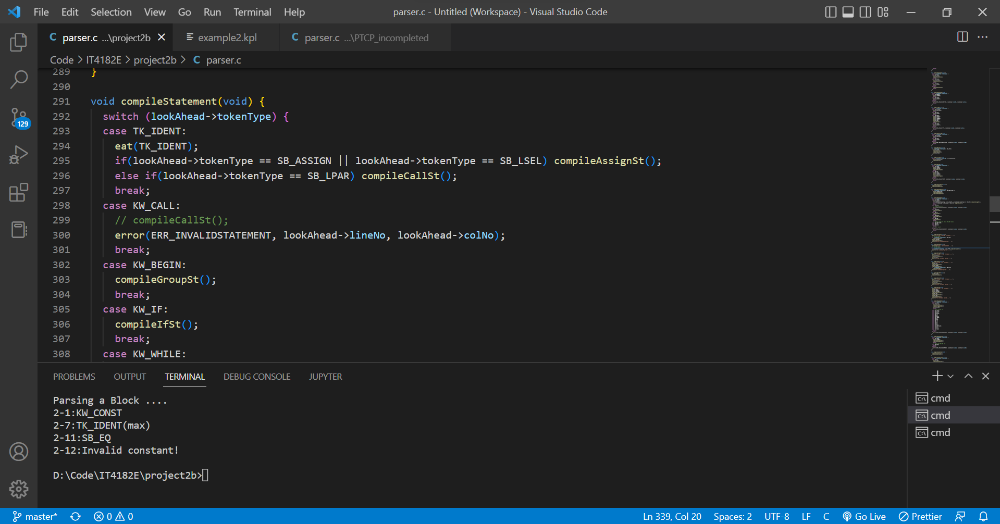 File Edit Selection View Go Run Terminal Help
parser.c - Untitled (Workspace) - Visual Studio Code
C parser.c ...\project2b
example2.kpl
C parser.c ...\PTCP_incompleted
Code > IT4182E > project2b > C parser.c
289 }
290
291 void compileStatement(void) {
292 switch (lookAhead->tokenType) {
293 case TK_IDENT:
294 eat(TK_IDENT);
295 if(lookAhead->tokenType == SB_ASSIGN || lookAhead->tokenType == SB_LSEL) compileAssignSt();
296 else if(lookAhead->tokenType == SB_LPAR) compileCallSt();
297 break;
298 case KW_CALL:
299 // compileCallSt();
300 error(ERR_INVALIDSTATEMENT, lookAhead->lineNo, lookAhead->colNo);
301 break;
302 case KW_BEGIN:
303 compileGroupSt();
304 break;
305 case KW_IF:
306 compileIfSt();
307 break;
308 case KW_WHILE:
129
PROBLEMS OUTPUT TERMINAL DEBUG CONSOLE JUPYTER
Parsing a Block ....
2-1:KW_CONST
2-7:TK_IDENT(max)
2-11:SB_EQ
2-12:Invalid constant!
D:\Code\IT4182E\project2b>
cmd
cmd
cmd
master* 0 0
Ln 339, Col 20 Spaces: 2 UTF-8 LF C Go Live Prettier